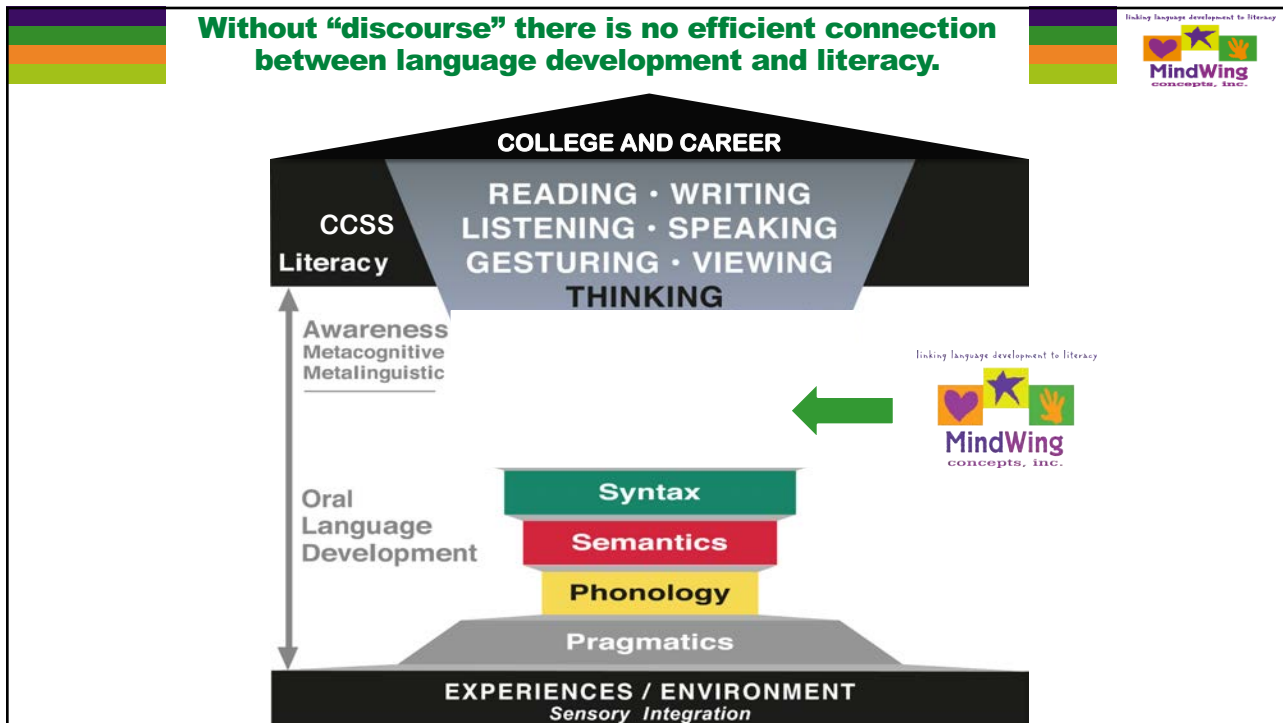 Without “discourse” there is no efficient connection
between language development and literacy.
linking language development to literacy
MindWing
concepts, inc.
COLLEGE AND CAREER
READING • WRITING
LISTENING • SPEAKING
GESTURING • VIEWING
THINKING
CCSS
Literacy
Awareness
Metacognitive
Metalinguistic
linking language development to literacy
MindWing
concepts, inc.
Oral
Language
Development
Syntax
Semantics
Phonology
Pragmatics
EXPERIENCES / ENVIRONMENT
Sensory Integration